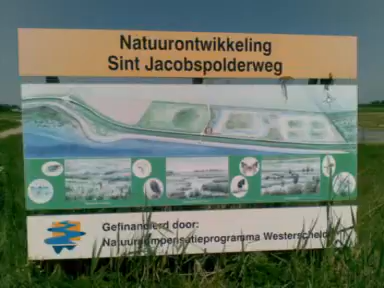 Natuurontwikkeling
Sint Jacobspolderweg
Gefinancierd door:
Natuurcompensatieprogramma Westerschelde